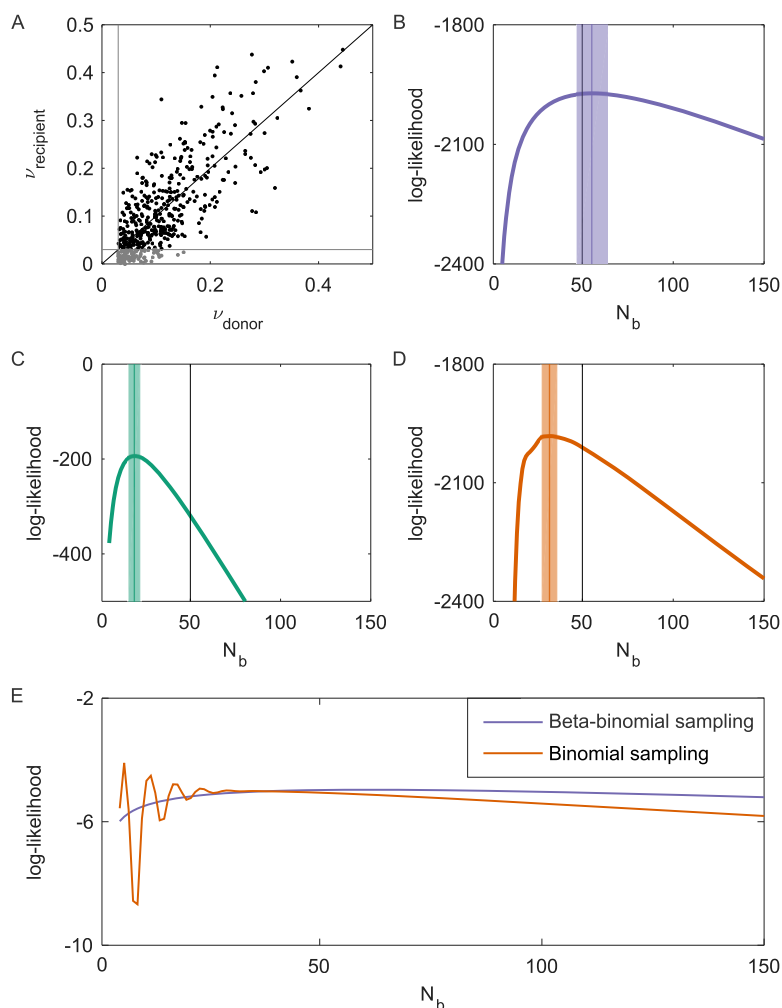 A
0.5
0.4
0.3
0.2
0.1
0
0.2
0.4
ν_recipient
ν_donor
B
-1800
-2100
-2400
0
50
100
150
log-likelihood
N_b
C
0
-200
-400
0
50
100
150
log-likelihood
N_b
D
-1800
-2100
-2400
0
50
100
150
log-likelihood
N_b
E
-2
-6
-10
0
50
100
150
log-likelihood
N_b
Beta-binomial sampling
Binomial sampling